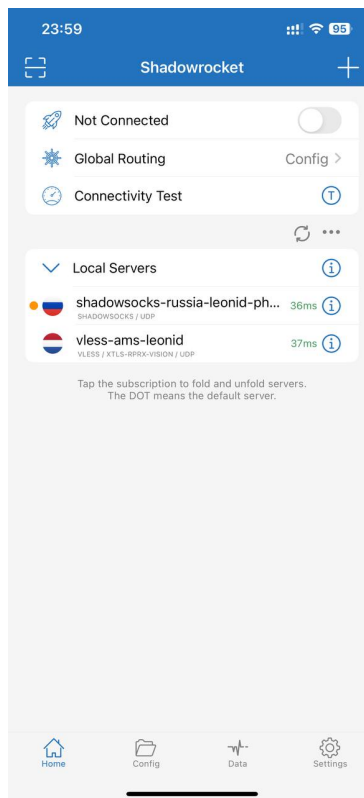 23:59
95
Shadowrocket
Not Connected
Global Routing
Config
Connectivity Test
T
Local Servers
shadowsocks-russia-leonid-ph...
36ms
SHADOWSOCKS / UDP
vless-ams-leonid
37ms
VLESS / XTLS-RPRX-VISION / UDP
Tap the subscription to fold and unfold servers.
The DOT means the default server.
Home
Config
Data
Settings